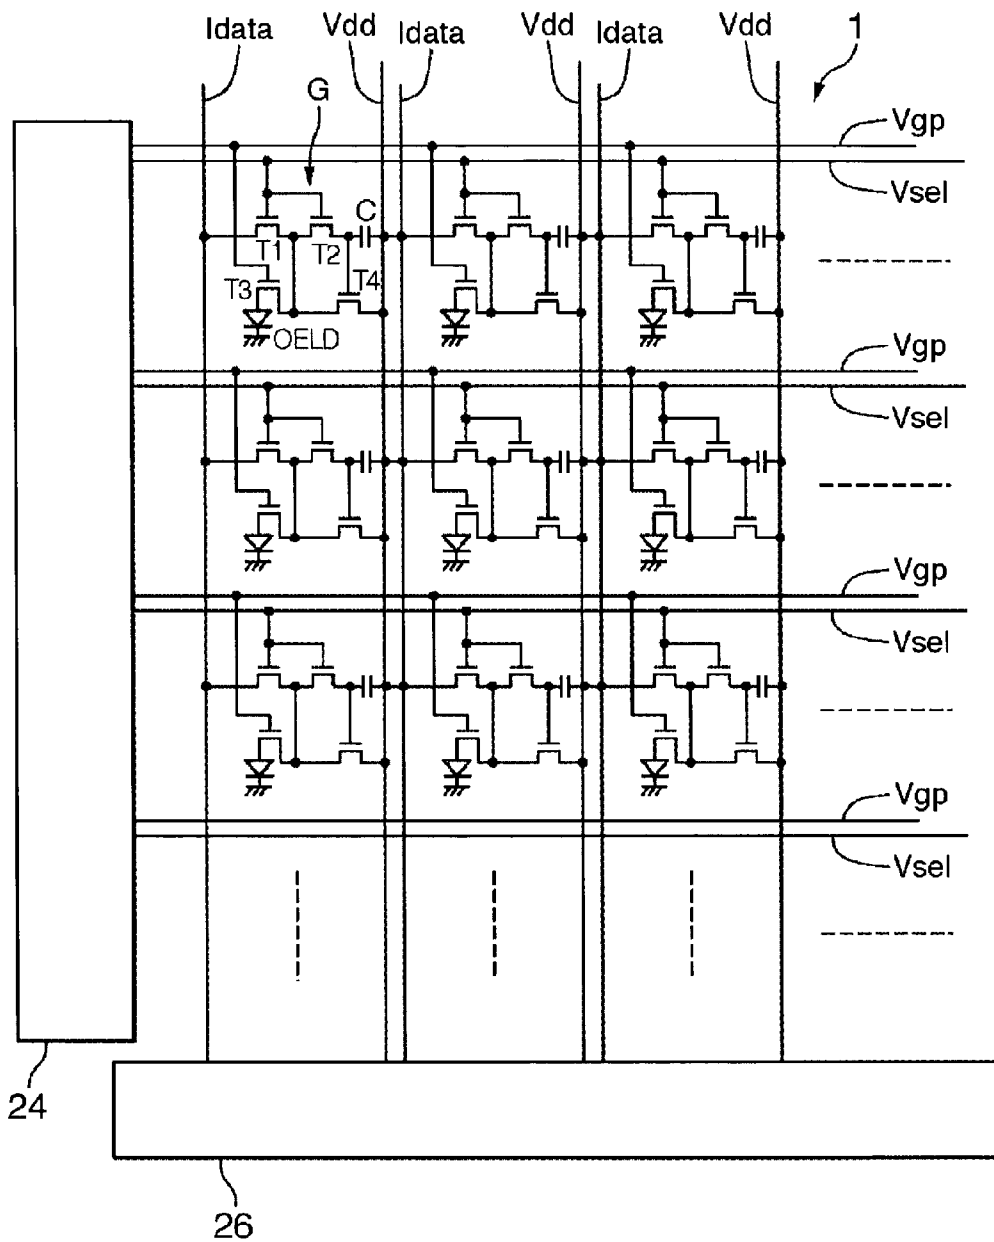 Idata
Vdd
Idata
Vdd
Idata
Vdd
1
G
Vgp
Vsel
C
T1
T2
T3
T4
OELD
Vgp
Vsel
Vgp
Vsel
Vgp
Vsel
24
26